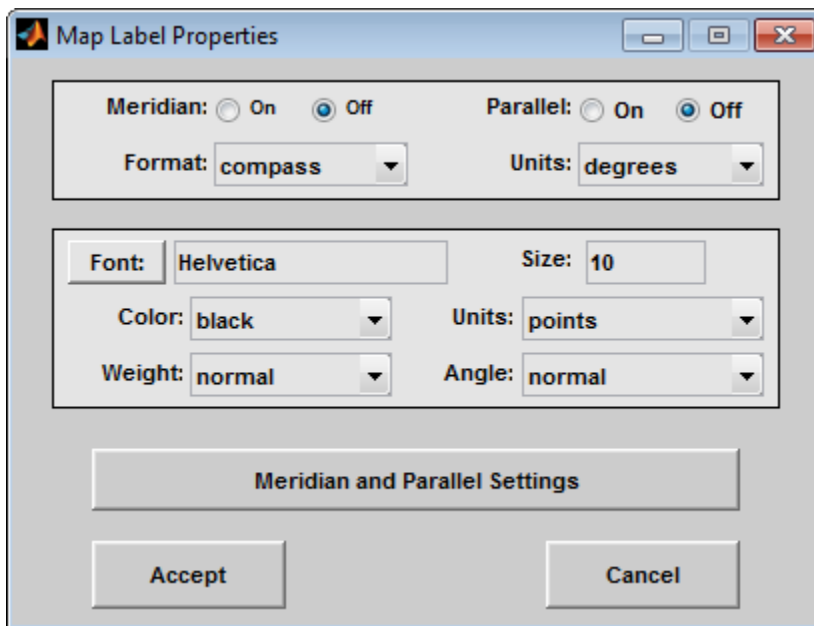 Map Label Properties
Meridian: On Off Parallel: On Off
Format: compass Units: degrees
Font: Helvetica Size: 10
Color: black Units: points
Weight: normal Angle: normal
Meridian and Parallel Settings
Accept Cancel